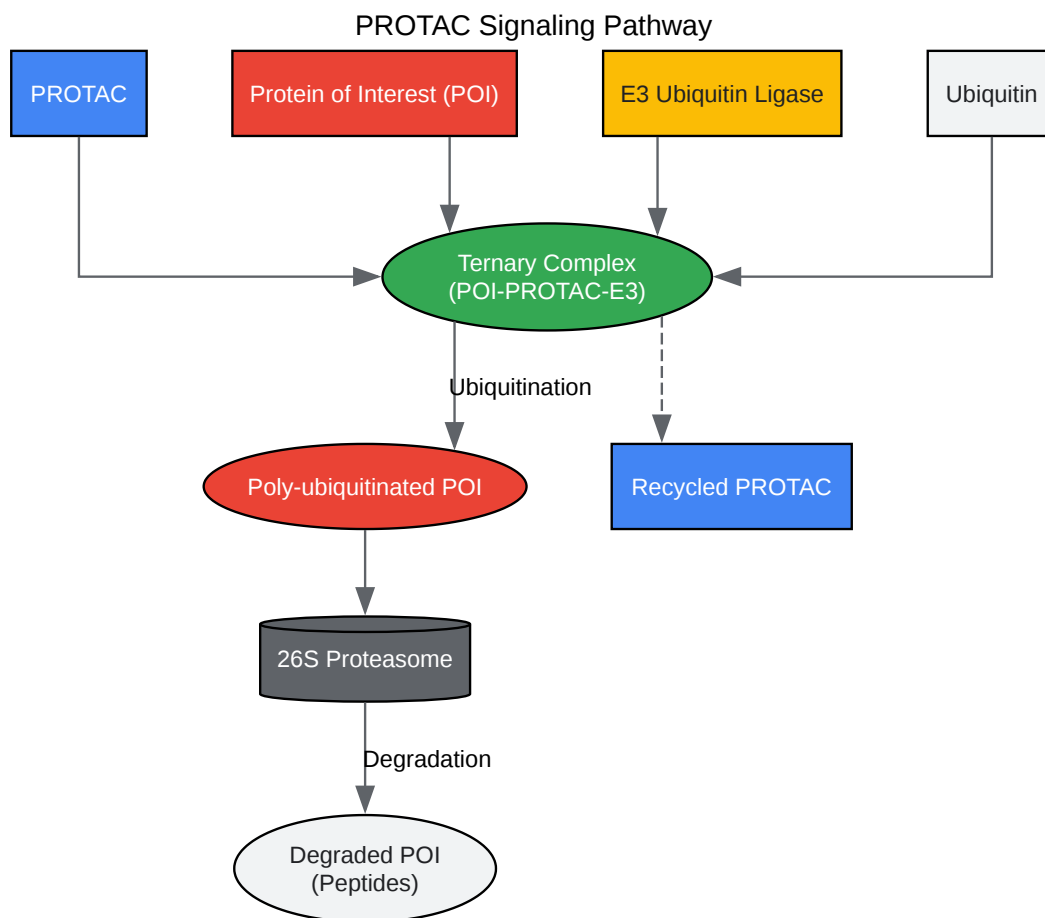 PROTAC Signaling Pathway
PROTAC
Protein of Interest (POI)
E3 Ubiquitin Ligase
Ubiquitin
Ternary Complex
(POI-PROTAC-E3)
Ubiquitination
Poly-ubiquitinated POI
Recycled PROTAC
26S Proteasome
Degradation
Degraded POI
(Peptides)